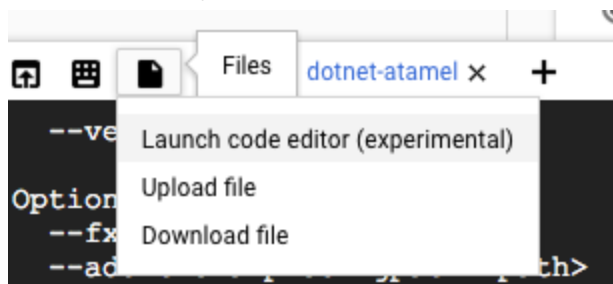 Files
dotnet-atamel ×
+
--ve
Launch code editor (experimental)
Option
Upload file
--fx
Download file
--ad
th>